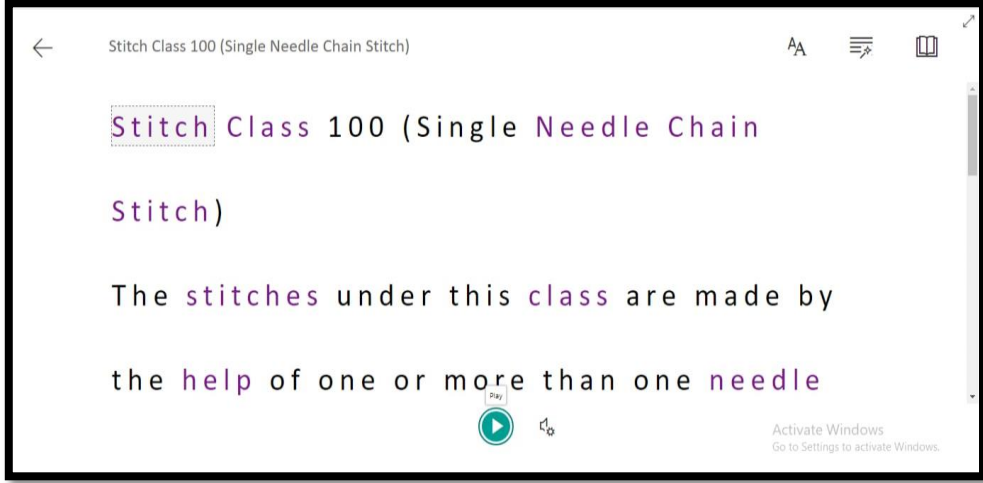 Stitch Class 100 (Single Needle Chain Stitch)
AA
Stitch Class 100 (Single Needle Chain
Stitch)
The stitches under this class are made by
the help of one or more than one needle
Play
Activate Windows
Go to Settings to activate Windows.